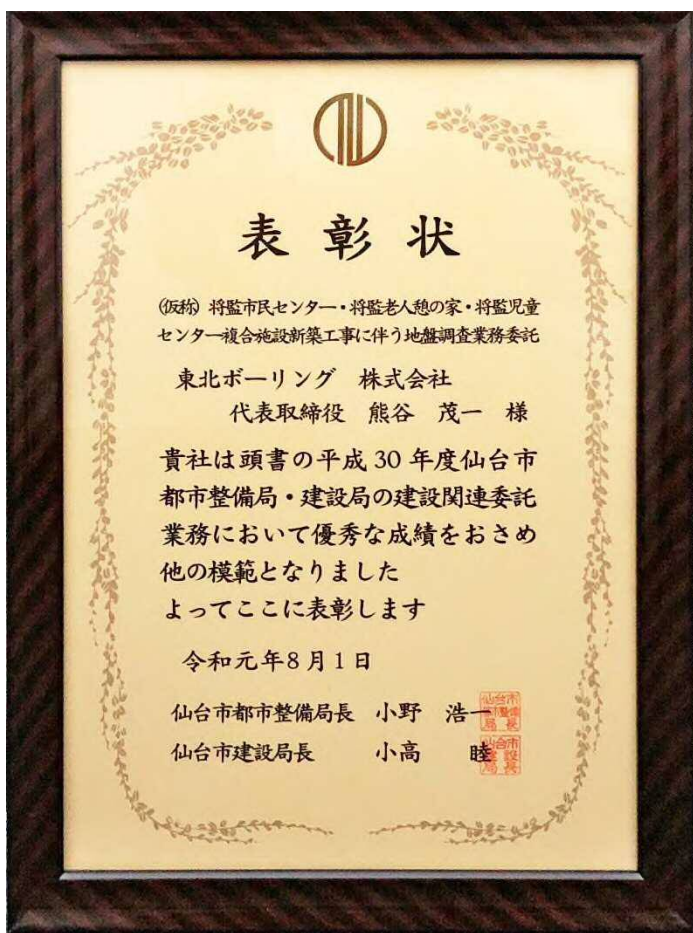 表彰状
(仮称) 将監市民センター・将監老人憩の家・将監児童
センター複合施設新築工事に伴う地盤調査業務委託
東北ボーリング 株式会社
代表取締役 熊谷 茂一 様
貴社は頭書の平成30年度仙台市
都市整備局・建設局の建設関連委託
業務において優秀な成績をおさめ
他の模範となりました
よってここに表彰します
令和元年8月1日
仙台市都市整備局長 小野 浩一
仙台市建設局長 小高 睦